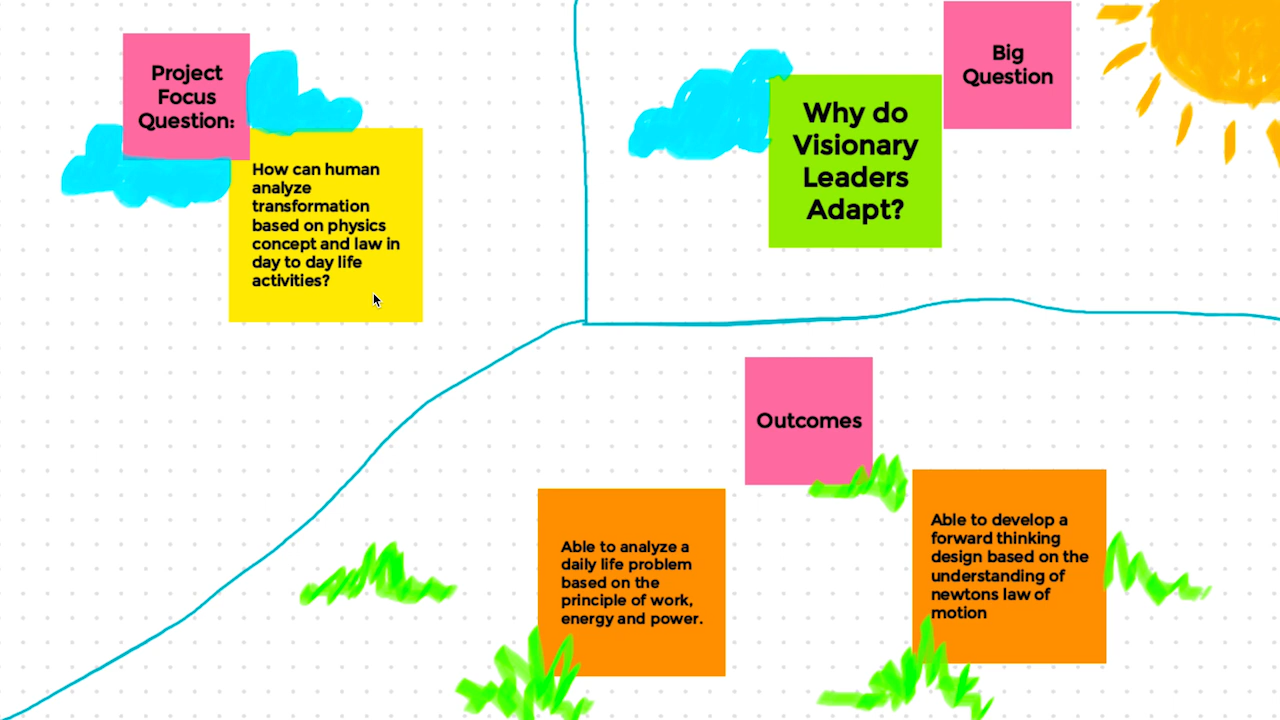 Project
Focus
Question:
How can human
analyze
transformation
based on physics
concept and law in
day to day life
activities?
Big
Question
Why do
Visionary
Leaders
Adapt?
Outcomes
Able to analyze a
daily life problem
based on the
principle of work,
energy and power.
Able to develop a
forward thinking
design based on the
understanding of
newtons law of
motion